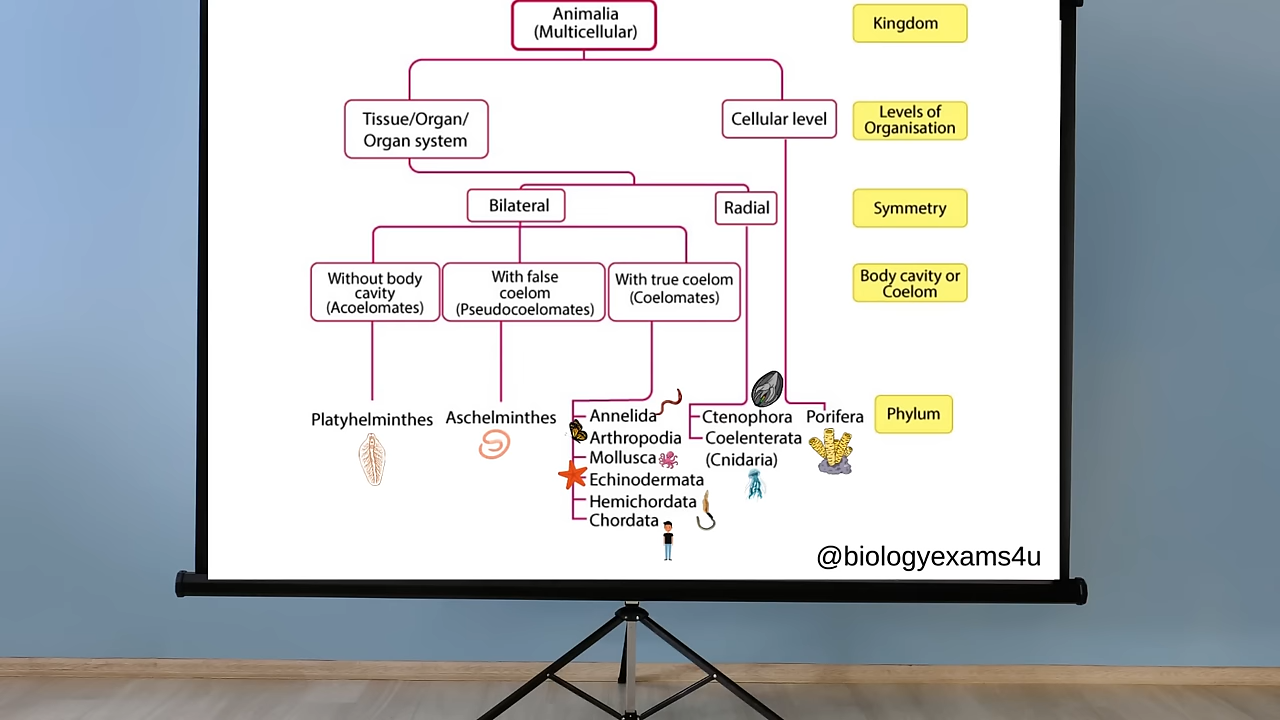 Animalia
(Multicellular)
Kingdom
Tissue/Organ/
Organ system
Cellular level
Levels of
Organisation
Bilateral
Radial
Symmetry
Without body
cavity
(Acoelomates)
With false
coelom
(Pseudocoelomates)
With true coelom
(Coelomates)
Body cavity or
Coelom
Platyhelminthes
Aschelminthes
Annelida
Arthropodia
Mollusca
Echinodermata
Hemichordata
Chordata
Ctenophora
Coelenterata
(Cnidaria)
Porifera
Phylum
@biologyexams4u